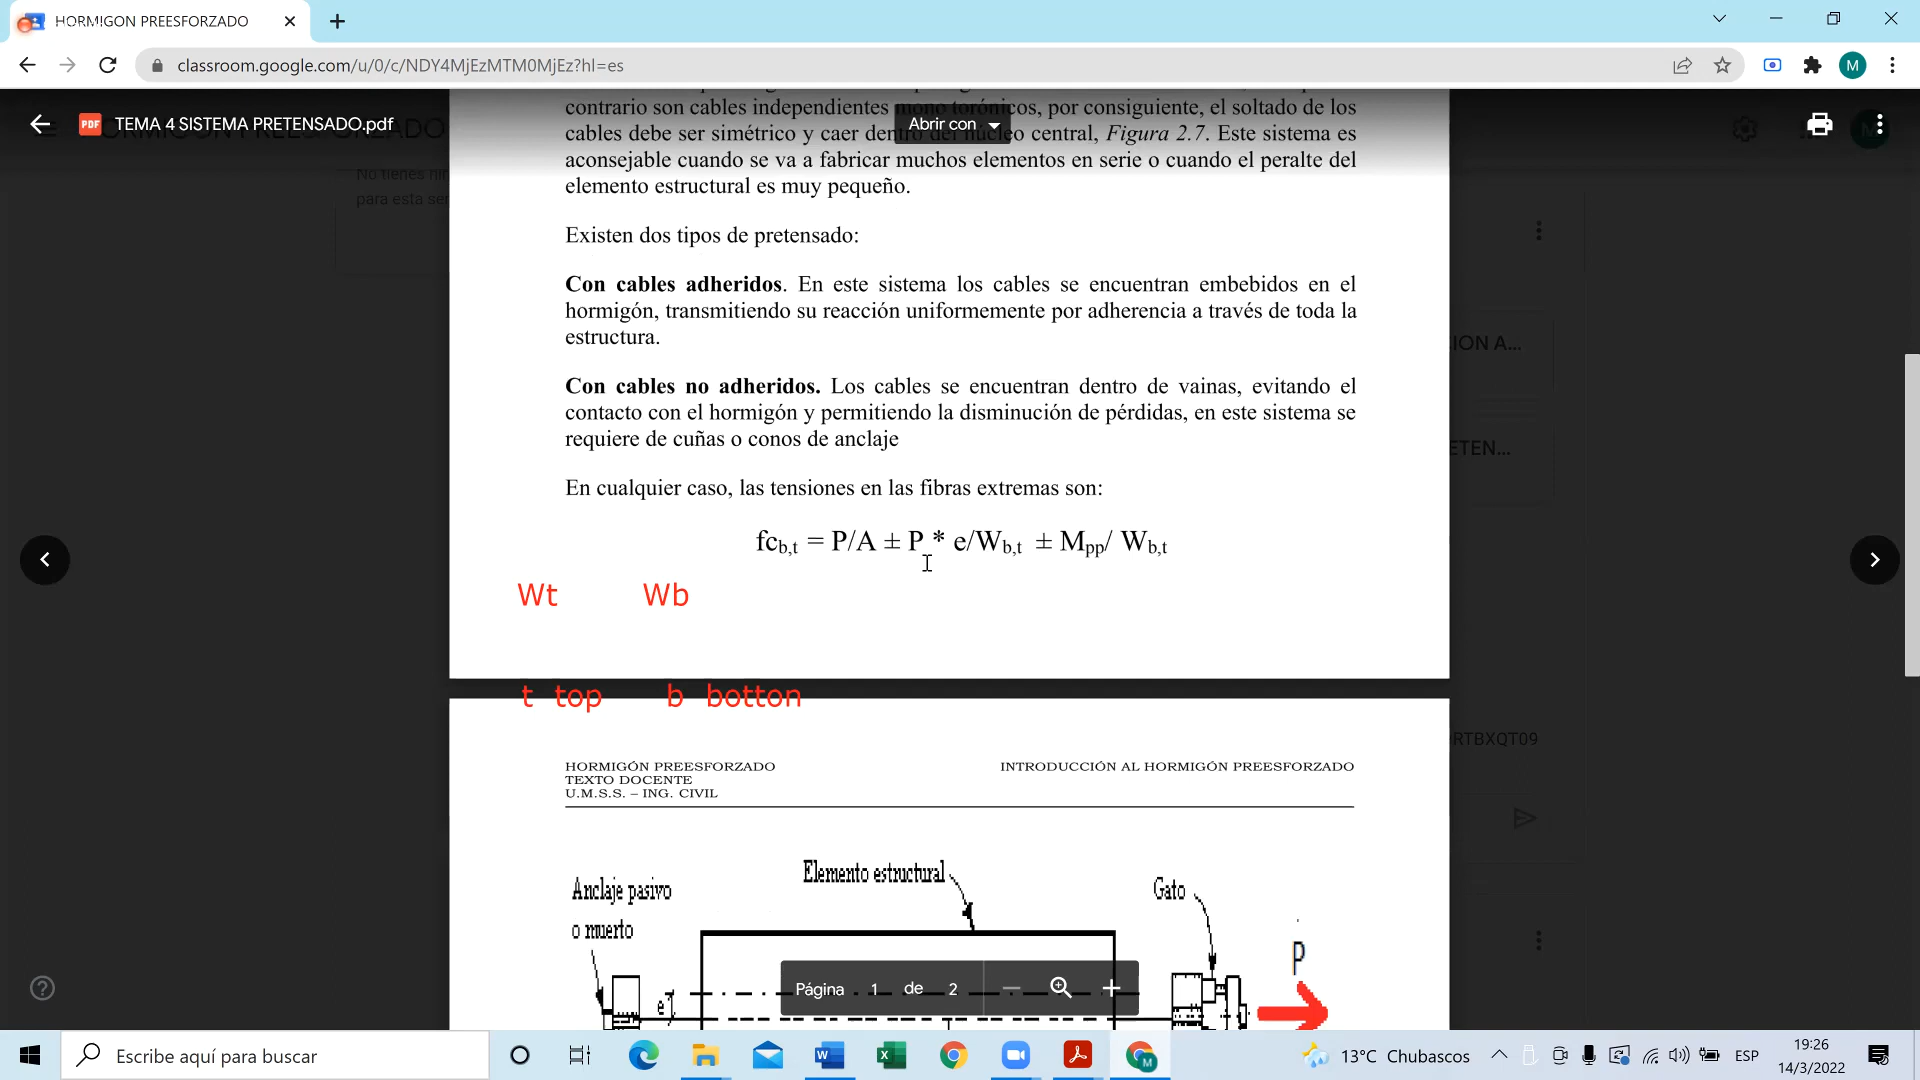 HORMIGON PREESFORZADO
classroom.google.com/u/0/c/NDY4MjEzMTM0MjEz?hl=es
M
PDF TEMA 4 SISTEMA PRETENSADO.pdf
Abrir con
contrario son cables independientes mono torónicos, por consiguiente, el soltado de los
cables debe ser simétrico y caer dentro del núcleo central, Figura 2.7. Este sistema es
aconsejable cuando se va a fabricar muchos elementos en serie o cuando el peralte del
elemento estructural es muy pequeño.
No tienes
para esta
Existen dos tipos de pretensado:
Con cables adheridos. En este sistema los cables se encuentran embebidos en el
hormigón, transmitiendo su reacción uniformemente por adherencia a través de toda la
estructura.
ION A...
Con cables no adheridos. Los cables se encuentran dentro de vainas, evitando el
contacto con el hormigón y permitiendo la disminución de pérdidas, en este sistema se
requiere de cuñas o conos de anclaje
ETEN...
En cualquier caso, las tensiones en las fibras extremas son:
fcb,t = P/A ± P * e/Wb,t ± Mpp/ Wb,t
Wt Wb
t top b botton
RTBXQT09
HORMIGÓN PREESFORZADO INTRODUCCIÓN AL HORMIGÓN PREESFORZADO
TEXTO DOCENTE
U.M.S.S. – ING. CIVIL
Elemento estructural
Anclaje pasivo
o muerto
Gato
P
e
Página 1 de 2
Escribe aquí para buscar
13°C Chubascos
ESP
19:26
14/3/2022